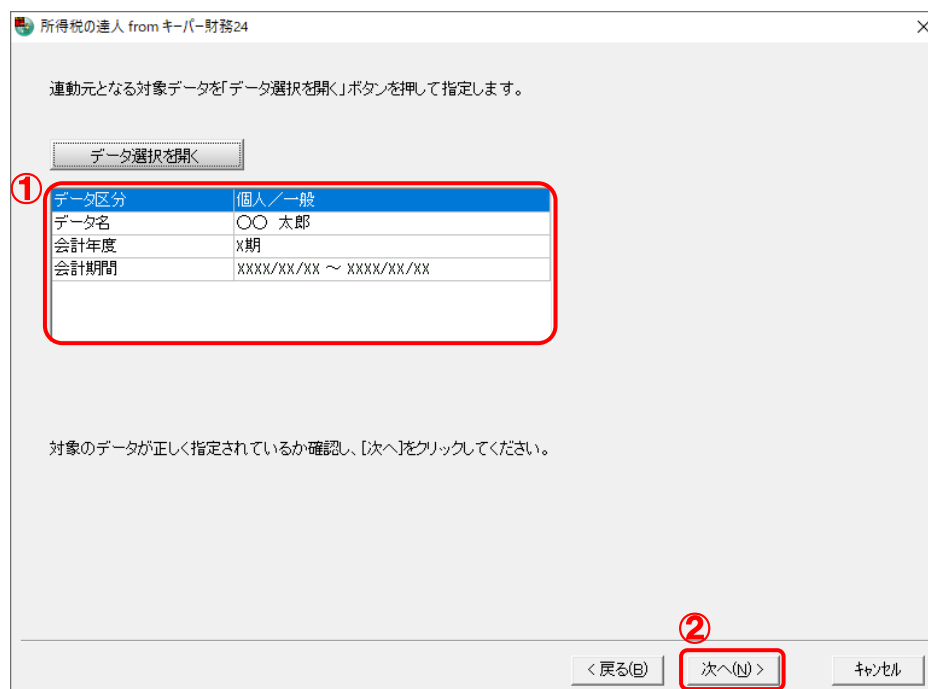 所得税の達人 from キーパー財務24
連動元となる対象データを「データ選択を開く」ボタンを押して指定します。
データ選択を開く
①
データ区分 個人／一般
データ名 〇〇 太郎
会計年度 X期
会計期間 XXXX/XX/XX ～ XXXX/XX/XX
対象のデータが正しく指定されているか確認し、[次へ]をクリックしてください。
②
< 戻る(B) 次へ(N) > キャンセル